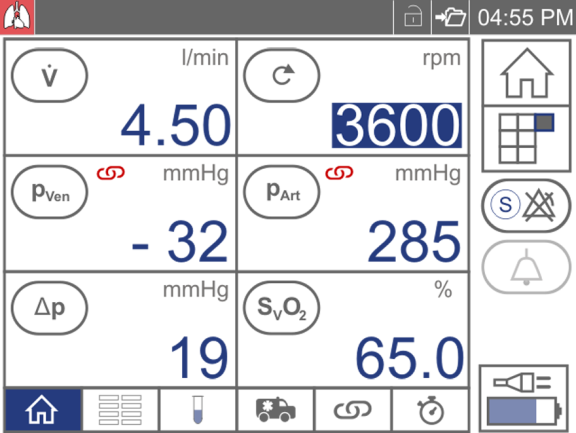 04:55 PM
V̇ l/min 4.50
rpm 3600
pVen mmHg - 32
pArt mmHg 285
Δp mmHg 19
SVO2 % 65.0
S